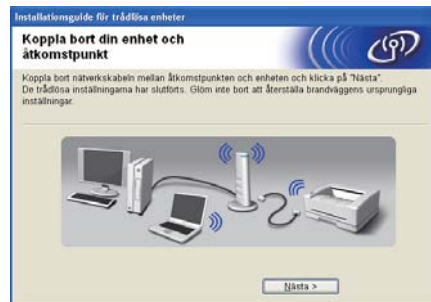 Installationsguide för trådlösa enheter
Koppla bort din enhet och
åtkomstpunkt
Koppla bort nätverkskabeln mellan åtkomstpunkten och enheten och klicka på "Nästa".
De trådlösa inställningarna har slutförts. Glöm inte bort att återställa brandväggens ursprungliga
inställningar.
Nästa >